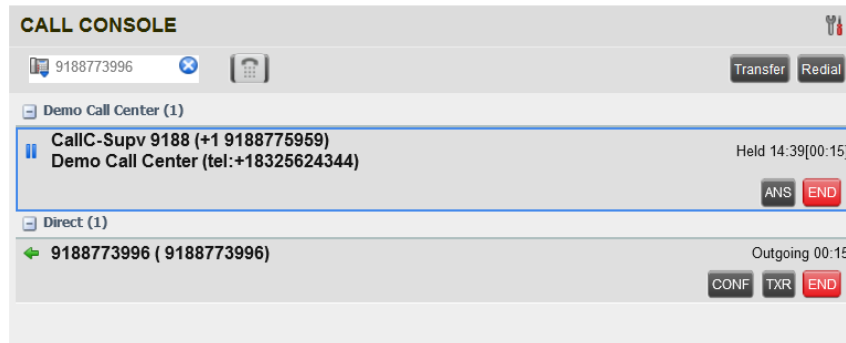 CALL CONSOLE
9188773996
Transfer Redial
Demo Call Center (1)
CallC-Supv 9188 (+1 9188775959)
Held 14:39[00:15]
Demo Call Center (tel:+18325624344)
ANS END
Direct (1)
9188773996 ( 9188773996)
Outgoing 00:15
CONF TXR END